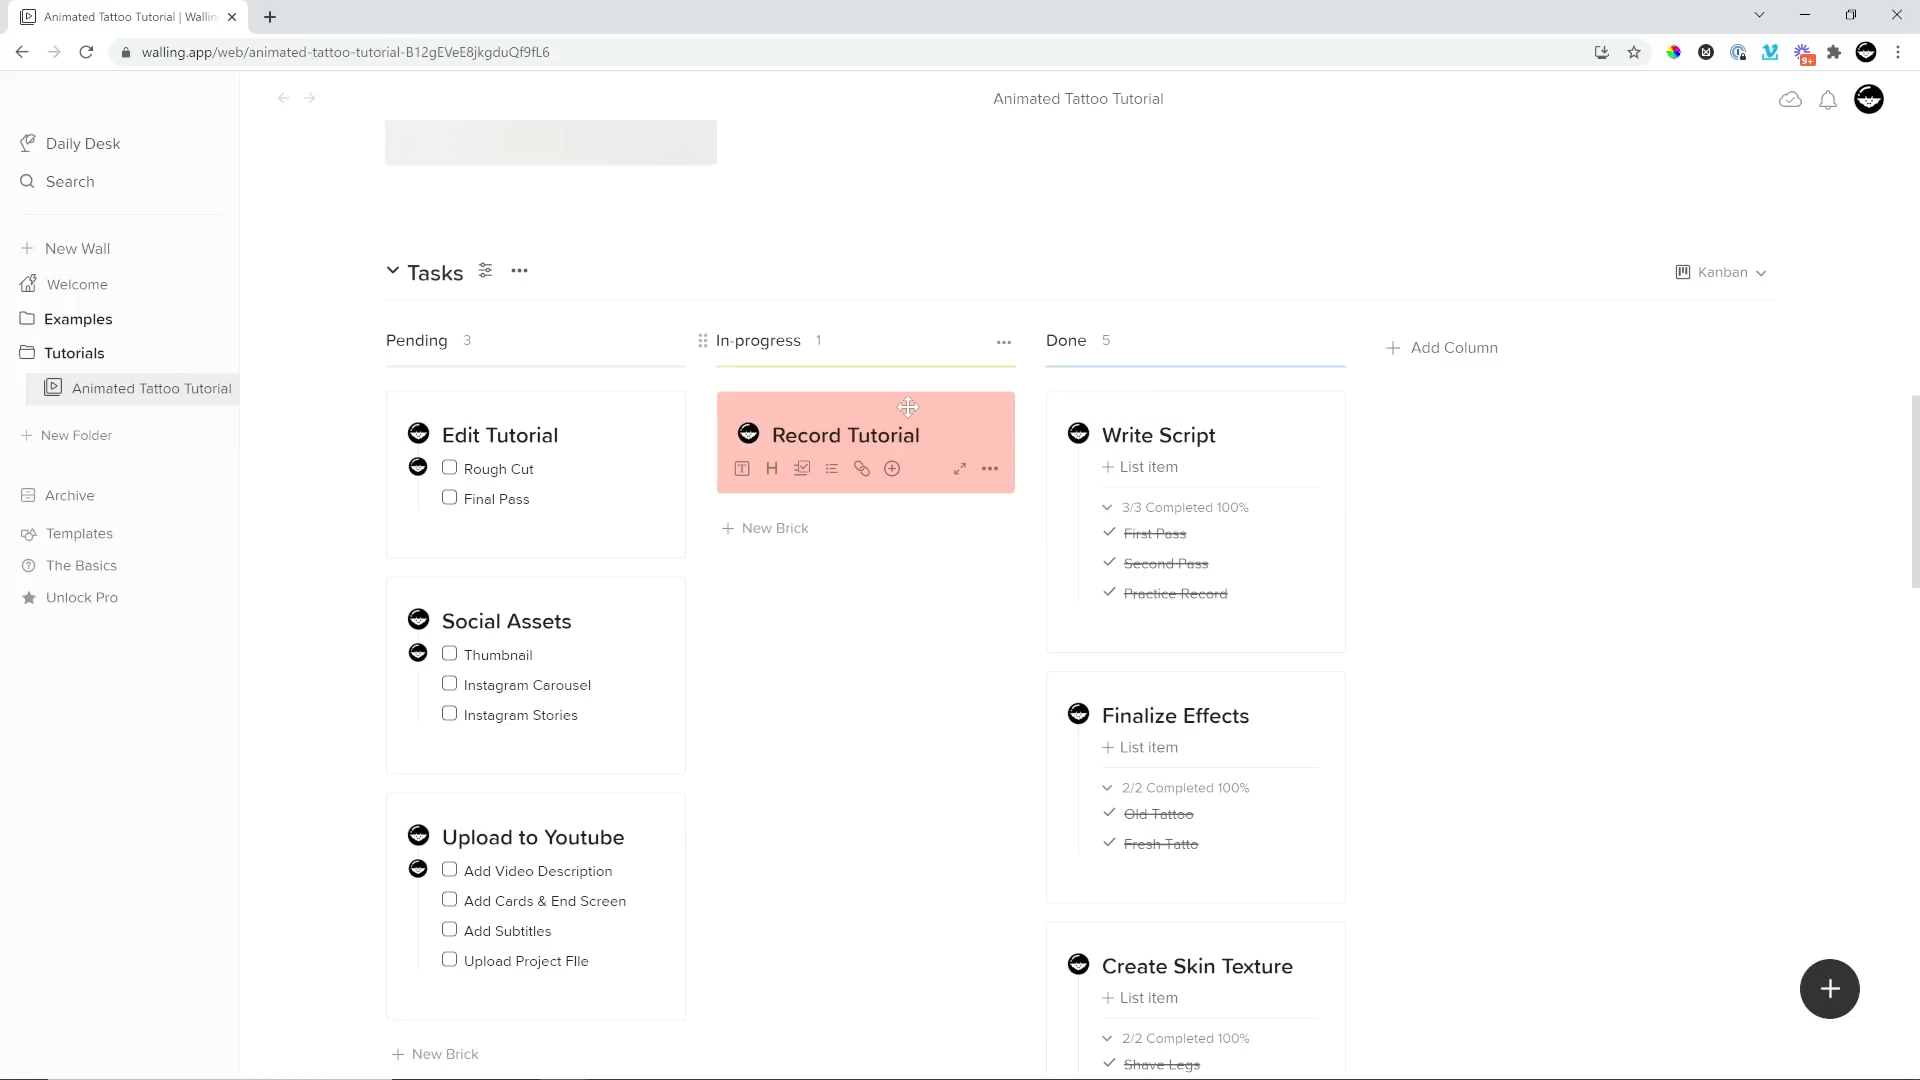 Animated Tattoo Tutorial | Wallin
walling.app/web/animated-tattoo-tutorial-B12gEVeE8jkgduQf9fL6
9+
Animated Tattoo Tutorial
Daily Desk
Search
New Wall
Welcome
Examples
Tutorials
Animated Tattoo Tutorial
New Folder
Archive
Templates
The Basics
Unlock Pro
Tasks
Kanban
Pending 3
Edit Tutorial
Rough Cut
Final Pass
Social Assets
Thumbnail
Instagram Carousel
Instagram Stories
Upload to Youtube
Add Video Description
Add Cards & End Screen
Add Subtitles
Upload Project FIle
New Brick
In-progress 1
Record Tutorial
T H
New Brick
Done 5
Write Script
List item
3/3 Completed 100%
First Pass
Second Pass
Practice Record
Finalize Effects
List item
2/2 Completed 100%
Old Tattoo
Fresh Tatto
Create Skin Texture
List item
2/2 Completed 100%
Shave Legs
Add Column